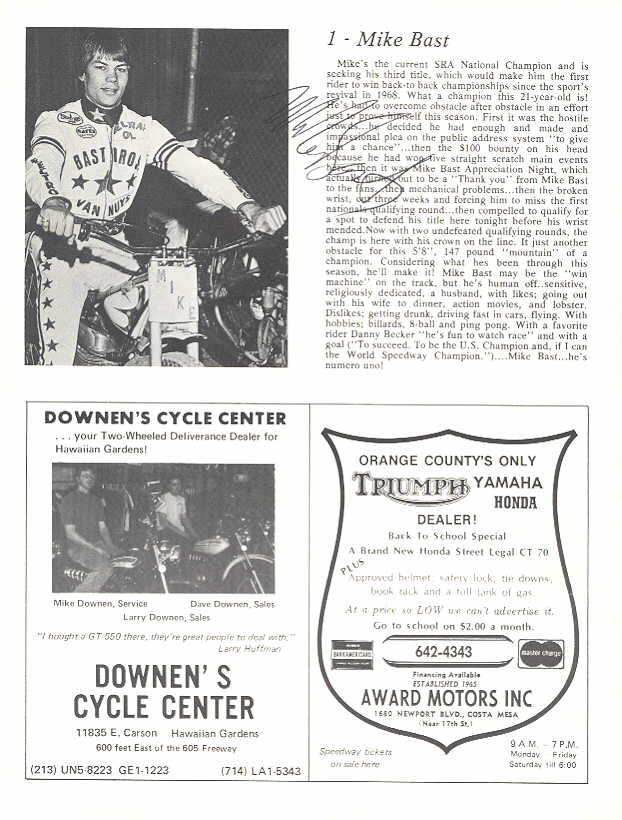 1 - Mike Bast
Mike's the current SRA National Champion and is
seeking his third title, which would make him the first
rider to win back-to back championships since the sport's
revival in 1968. What a champion this 21-year-old is!
He's had to overcome obstacle after obstacle in an effort
just to prove himself this season. First it was the hostile
crowds...he decided he had enough and made and
impassional plea on the public address system "to give
him a chance"...then the $100 bounty on his head
because he had won five straight scratch main events
here...then it was Mike Bast Appreciation Night, which
actually turned out to be a "Thank you" from Mike Bast
to the fans, then mechanical problems...then the broken
wrist, out three weeks and forcing him to miss the first
nationals qualifying round...then compelled to qualify for
a spot to defend his title here tonight before his wrist
mended.Now with two undefeated qualifying rounds, the
champ is here with his crown on the line. It just another
obstacle for this 5'8", 147 pound "mountain" of a
champion. Considering what hes been through this
season, he'll make it! Mike Bast may be the "win
machine" on the track, but he's human off..sensitive,
religiously dedicated, a husband, with likes; going out
with his wife to dinner, action movies, and lobster.
Dislikes; getting drunk, driving fast in cars, flying. With
hobbies; billards, 8-ball and ping pong. With a favorite
rider Danny Becker "he's fun to watch race" and with a
goal ("To succeed. To be the U.S. Champion and, if I can
the World Speedway Champion.")....Mike Bast...he's
numero uno!
BASTARDL
VAN NUYS
MIKE
DOWNEN'S CYCLE CENTER
. . . your Two-Wheeled Deliverance Dealer for
Hawaiian Gardens!
Mike Downen, Service Dave Downen, Sales
Larry Downen, Sales
"I bought a GT 550 there, they're great people to deal with."
Larry Huffman
DOWNEN'S
CYCLE CENTER
11835 E, Carson Hawaiian Gardens
600 feet East of the 605 Freeway
(213) UN5-8223 GE1-1223 (714) LA1-5343
ORANGE COUNTY'S ONLY
TRIUMPH YAMAHA
HONDA
DEALER!
Back To School Special
A Brand New Honda Street Legal CT 70
PLUS
Approved helmet, safety lock, tie downs,
book rack and a full tank of gas.
At a price so LOW we can't advertise it.
Go to school on $2.00 a month.
BANKAMERICARD
642-4343
master charge
Financing Available
ESTABLISHED 1965
AWARD MOTORS INC
1680 NEWPORT BLVD., COSTA MESA
(Near 17th St.)
Speedway tickets
on sale here
9 A.M. – 7 P.M.
Monday Friday
Saturday till 6:00